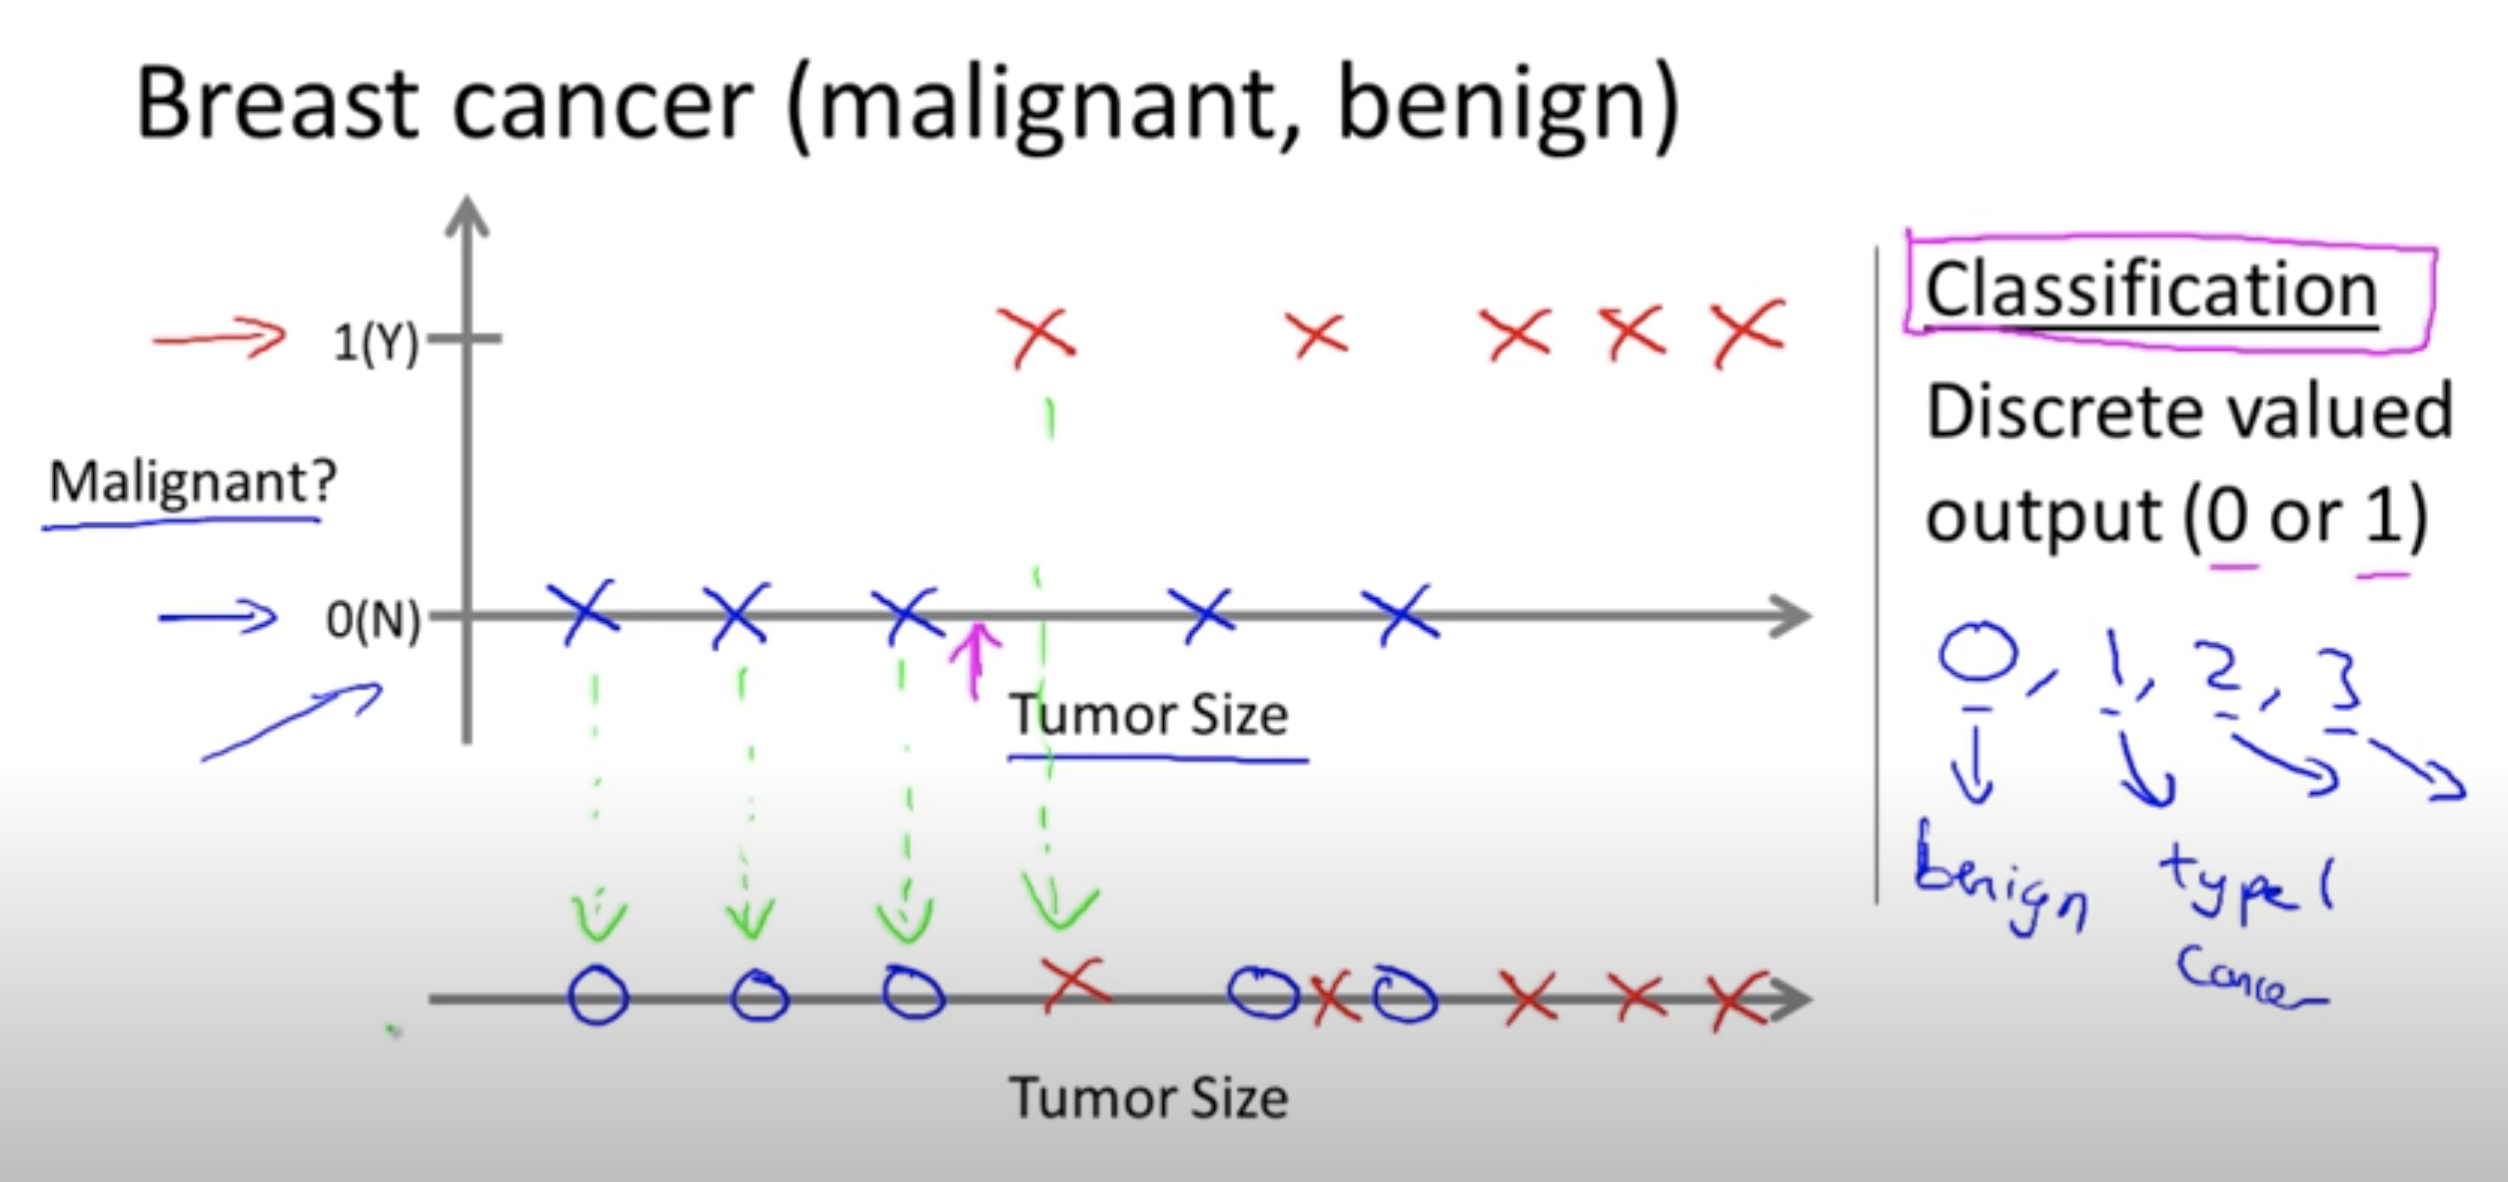 Breast cancer (malignant, benign)
1(Y)
Malignant?
0(N)
Tumor Size
Tumor Size
Classification
Discrete valued
output (0 or 1)
0, 1, 2, 3
benign type 1
cancer